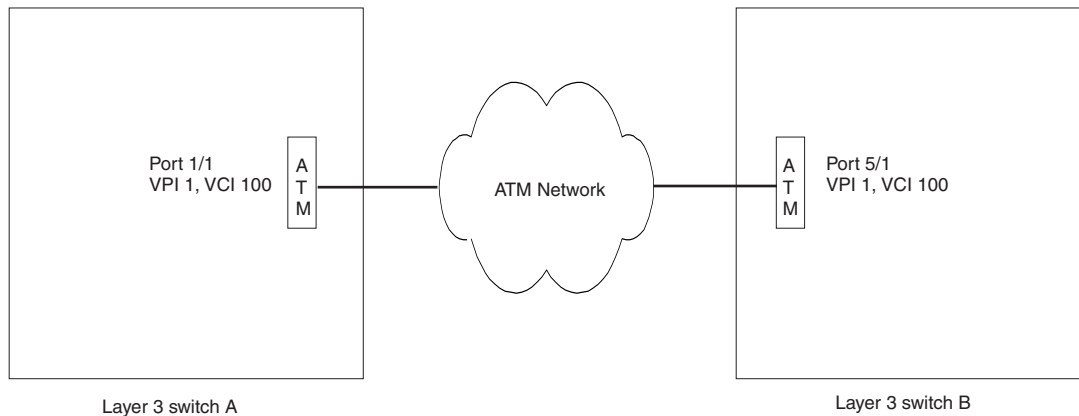 Port 1/1
VPI 1, VCI 100
A
T
M
ATM Network
A
T
M
Port 5/1
VPI 1, VCI 100
Layer 3 switch A
Layer 3 switch B